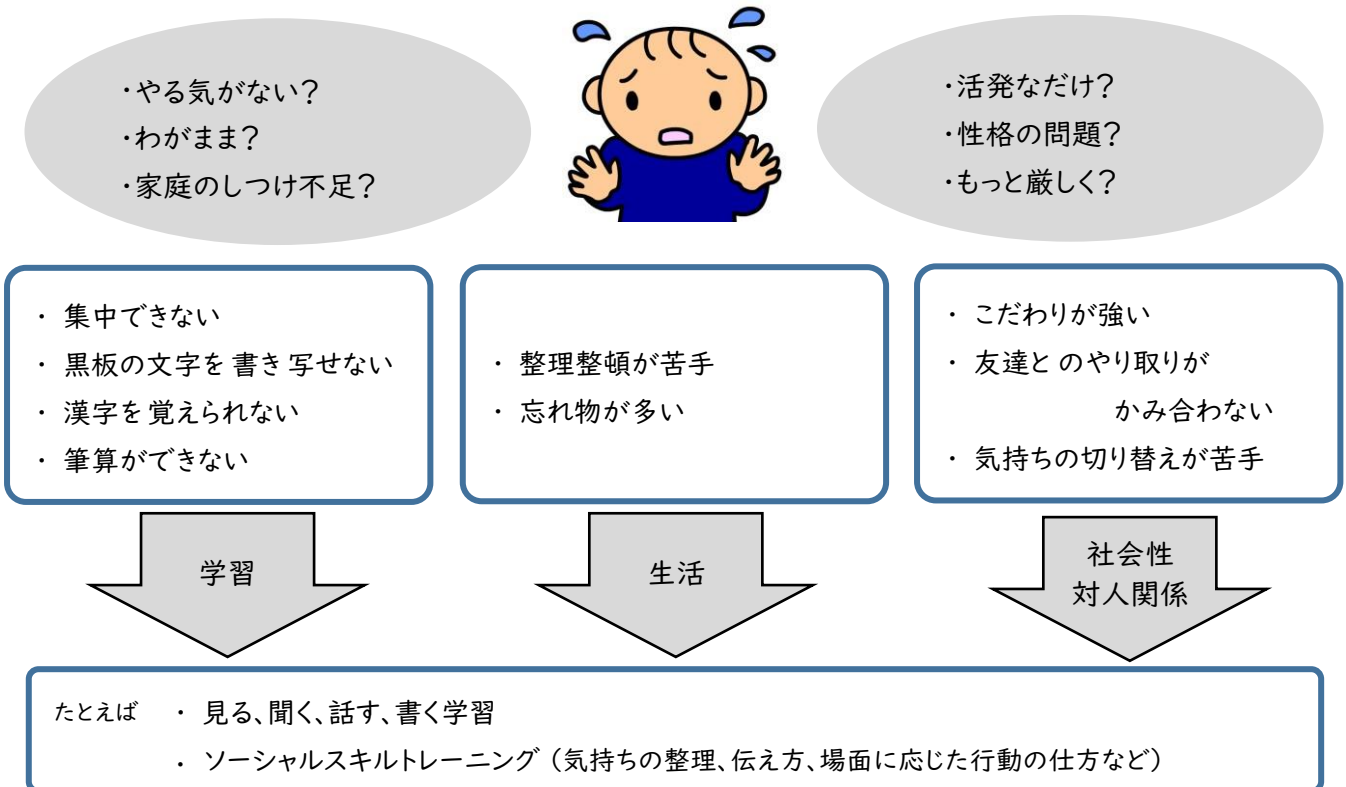 ・やる気がない？
・わがまま？
・家庭のしつけ不足？
・活発なだけ？
・性格の問題？
・もっと厳しく？
・ 集中できない
・ 黒板の文字を書き写せない
・ 漢字を覚えられない
・ 筆算ができない
・ 整理整頓が苦手
・ 忘れ物が多い
・ こだわりが強い
・ 友達とのやり取りが
かみ合わない
・ 気持ちの切り替えが苦手
学習
生活
社会性
対人関係
たとえば ・ 見る、聞く、話す、書く学習
・ ソーシャルスキルトレーニング（気持ちの整理、伝え方、場面に応じた行動の仕方など）